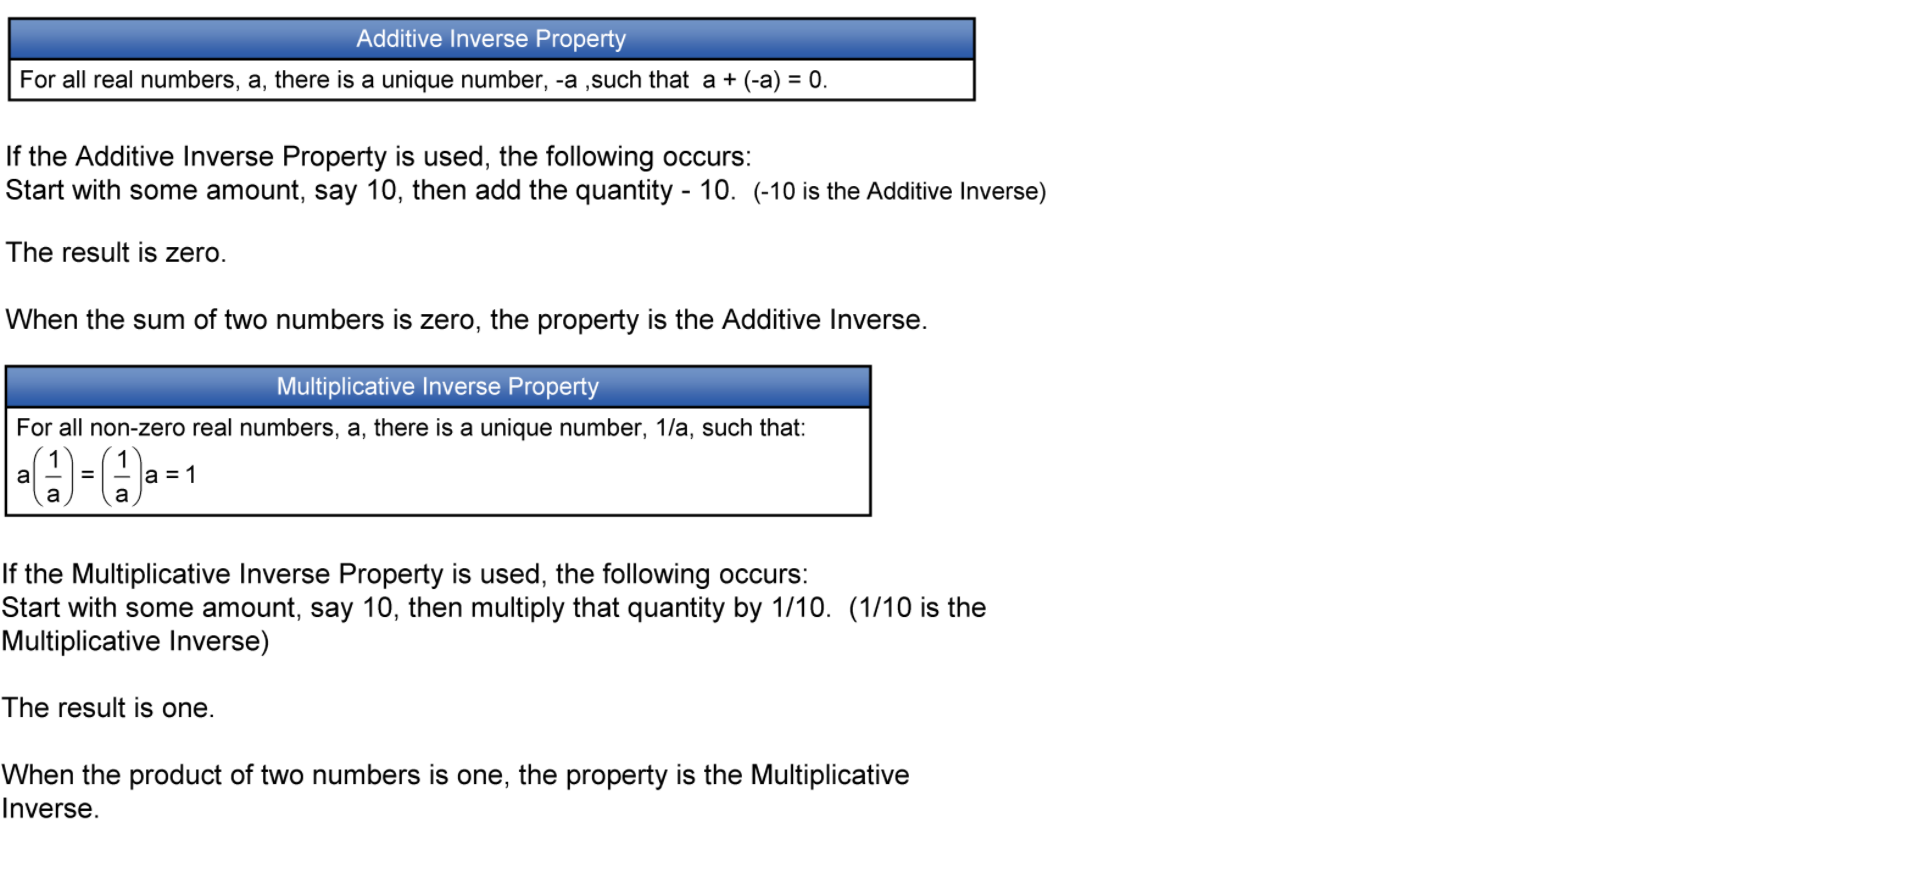 Additive Inverse Property
For all real numbers, a, there is a unique number, -a ,such that  a + (-a) = 0.
If the Additive Inverse Property is used, the following occurs:
Start with some amount, say 10, then add the quantity - 10.  (-10 is the Additive Inverse)
The result is zero.
When the sum of two numbers is zero, the property is the Additive Inverse.
Multiplicative Inverse Property
For all non-zero real numbers, a, there is a unique number, 1/a, such that:
a(1/a) = (1/a)a = 1
If the Multiplicative Inverse Property is used, the following occurs:
Start with some amount, say 10, then multiply that quantity by 1/10.  (1/10 is the
Multiplicative Inverse)
The result is one.
When the product of two numbers is one, the property is the Multiplicative
Inverse.